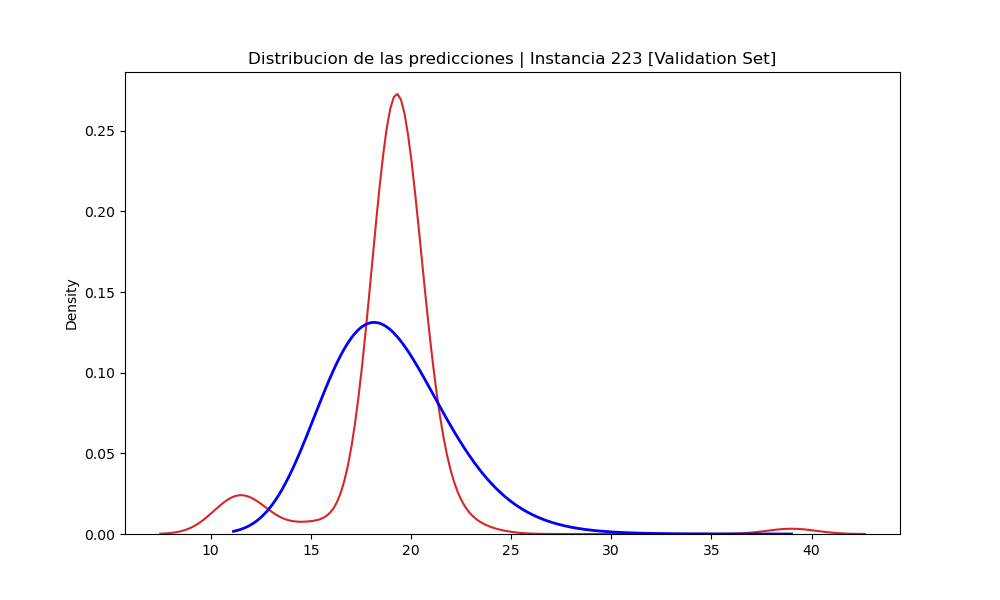 Distribucion de las predicciones | Instancia 223 [Validation Set]
Density
0.25
0.20
0.15
0.10
0.05
0.00
10 15 20 25 30 35 40